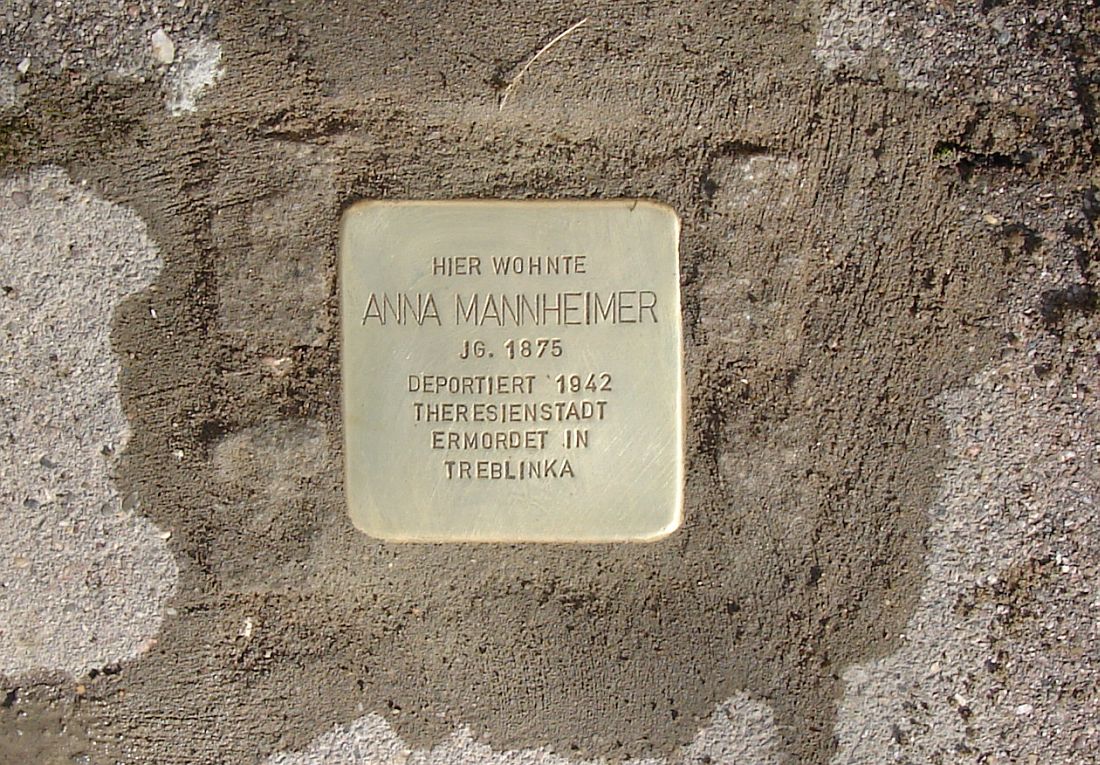 HIER WOHNTE
ANNA MANNHEIMER
JG. 1875
DEPORTIERT 1942
THERESIENSTADT
ERMORDET IN
TREBLINKA